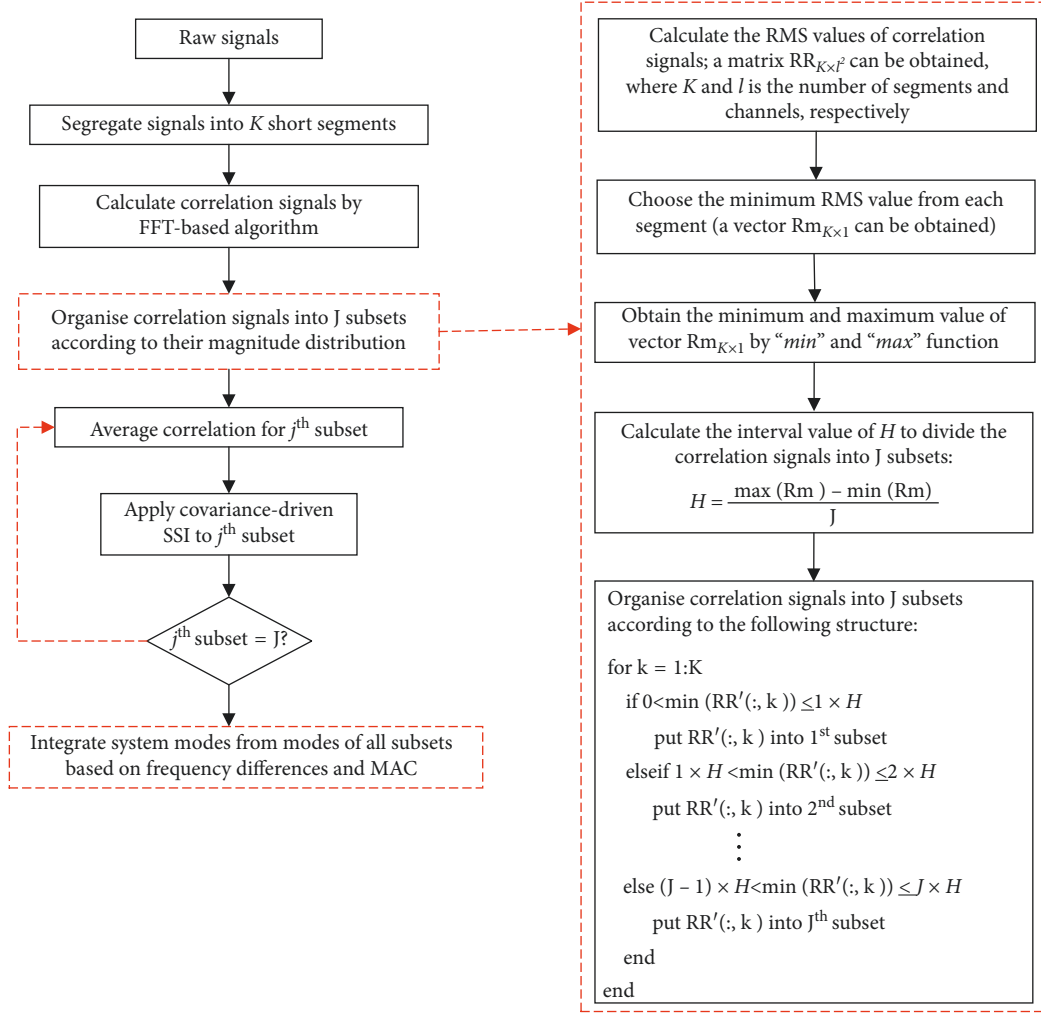 Raw signals
Segregate signals into K short segments
Calculate correlation signals by
FFT-based algorithm
Organise correlation signals into J subsets
according to their magnitude distribution
Average correlation for jth subset
Apply covariance-driven
SSI to jth subset
jth subset = J?
Integrate system modes from modes of all subsets
based on frequency differences and MAC
Calculate the RMS values of correlation
signals; a matrix RRK×l² can be obtained,
where K and l is the number of segments and
channels, respectively
Choose the minimum RMS value from each
segment (a vector RmK×1 can be obtained)
Obtain the minimum and maximum value of
vector RmK×1 by “min” and “max” function
Calculate the interval value of H to divide the
correlation signals into J subsets:
H = max (Rm ) – min (Rm) / J
Organise correlation signals into J subsets
according to the following structure:
for k = 1:K
if 0<min (RR′(:, k )) ≤1 × H
put RR′(:, k ) into 1st subset
elseif 1 × H <min (RR′(:, k )) ≤2 × H
put RR′(:, k ) into 2nd subset
⋮
else (J – 1) × H<min (RR′(:, k )) ≤ J × H
put RR′(:, k ) into Jth subset
end
end